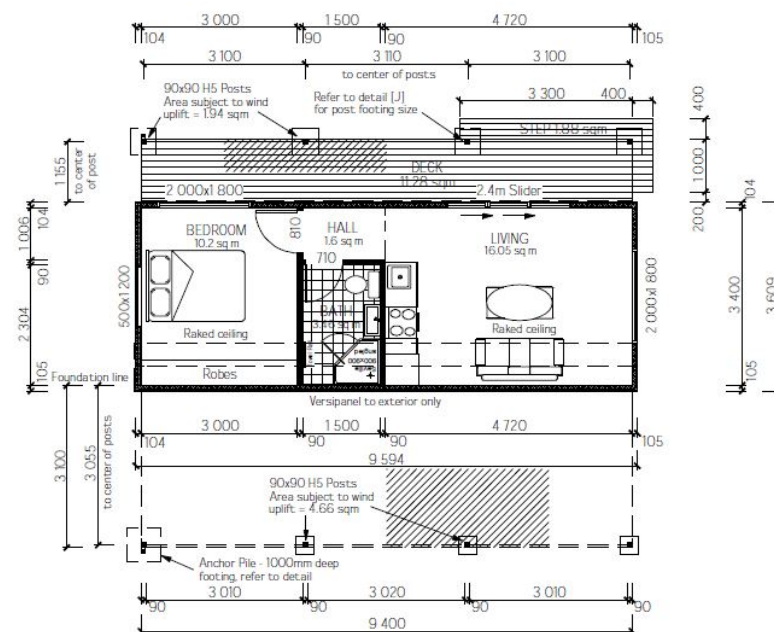 3 000
1 500
4 720
104
90
90
105
3 100
3 110
3 100
to center of posts
90x90 H5 Posts
Area subject to wind
uplift = 1.94 sqm
Refer to detail [J]
for post footing size
3 300
400
400
STEP 1.88 sqm
1 155
to center
of post
DECK
11.28 sqm
1 000
2 000x1 800
2.4m Slider
104
200
104
1 006
BEDROOM
10.2 sq m
810
HALL
1.6 sq m
LIVING
16.05 sq m
710
90
500x1 200
BATH
3.46 sq m
2 000x1 800
3 400
3 609
2 304
Raked ceiling
Raked ceiling
900x900
angled
Robes
105
105
Foundation line
Versipanel to exterior only
3 000
1 500
4 720
104
90
90
105
9 594
3 100
3 055
to center of posts
90x90 H5 Posts
Area subject to wind
uplift = 4.66 sqm
Anchor Pile - 1000mm deep
footing, refer to detail
3 010
3 020
3 010
90
90
90
90
9 400